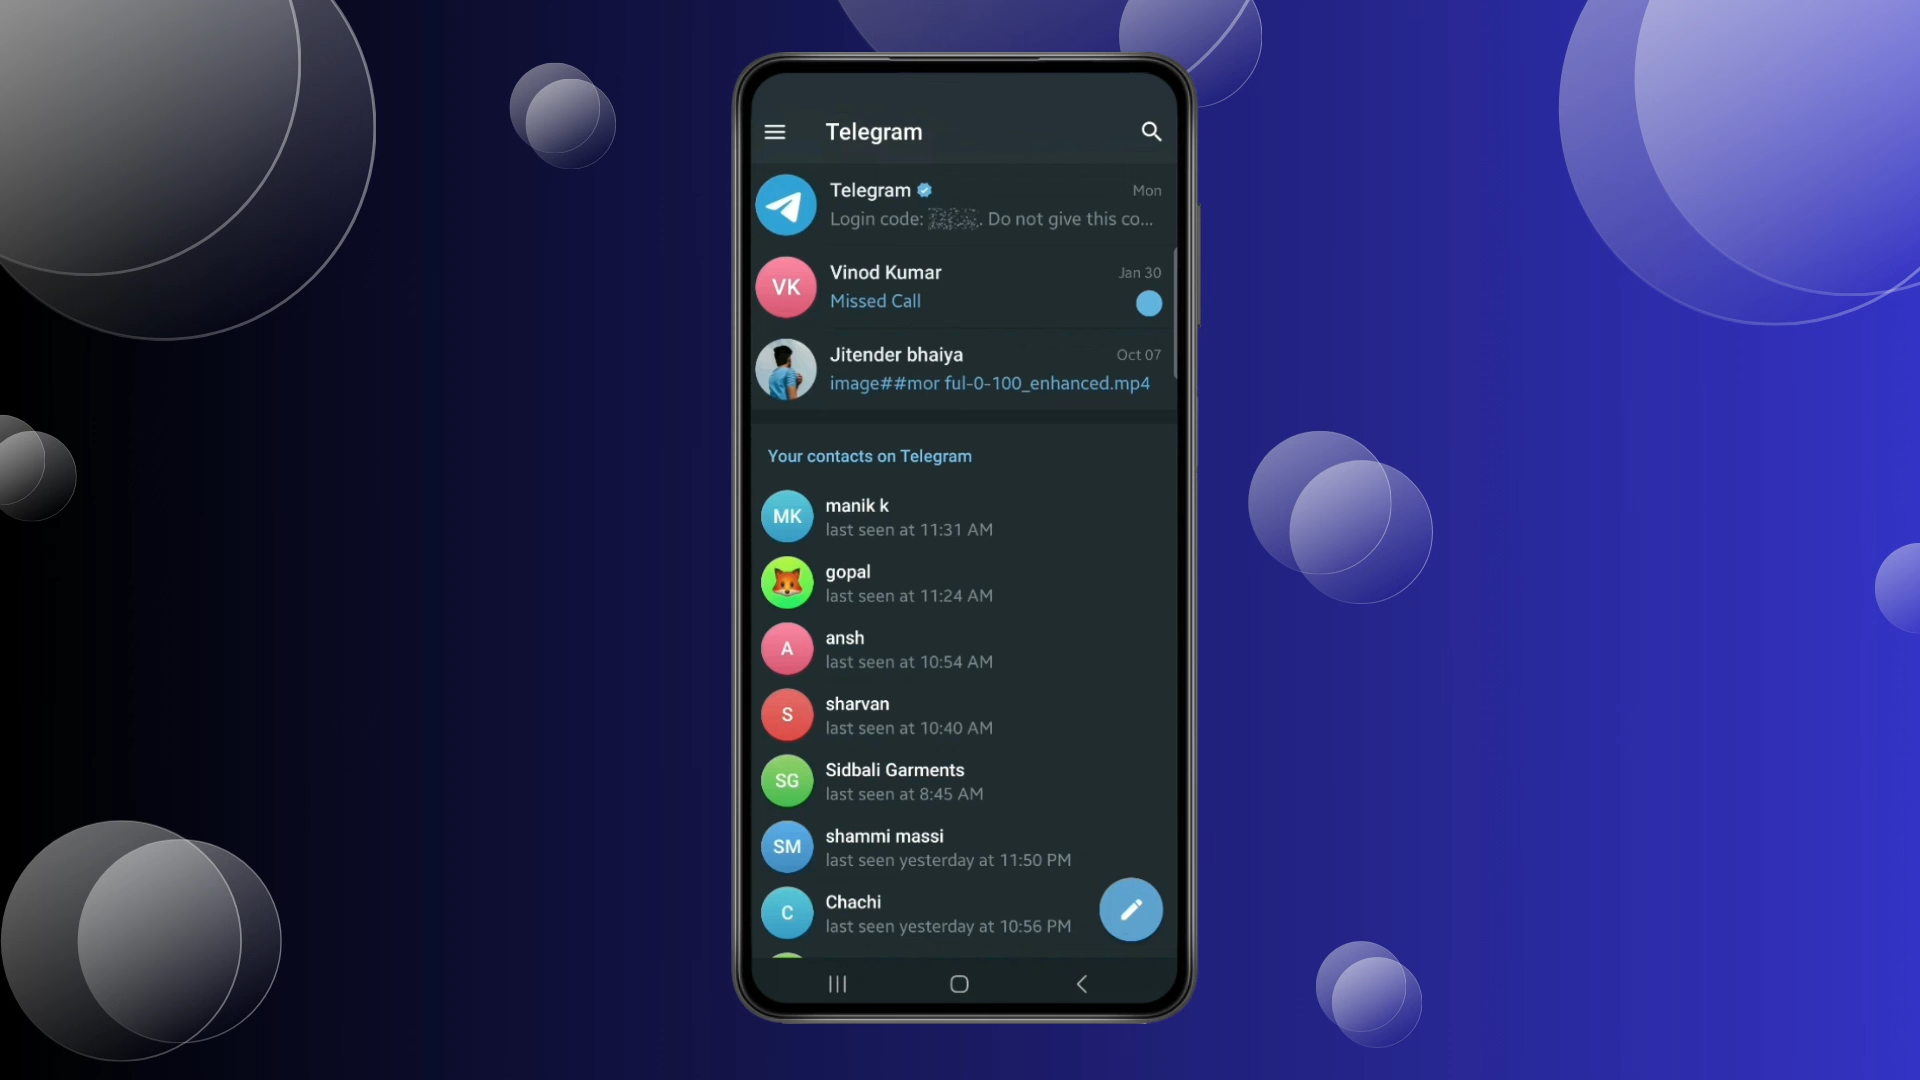 Telegram
Telegram
Mon
Login code: . Do not give this co...
VK
Vinod Kumar
Jan 30
Missed Call
Jitender bhaiya
Oct 07
image##mor ful-0-100_enhanced.mp4
Your contacts on Telegram
MK
manik k
last seen at 11:31 AM
gopal
last seen at 11:24 AM
A
ansh
last seen at 10:54 AM
S
sharvan
last seen at 10:40 AM
SG
Sidbali Garments
last seen at 8:45 AM
SM
shammi massi
last seen yesterday at 11:50 PM
C
Chachi
last seen yesterday at 10:56 PM